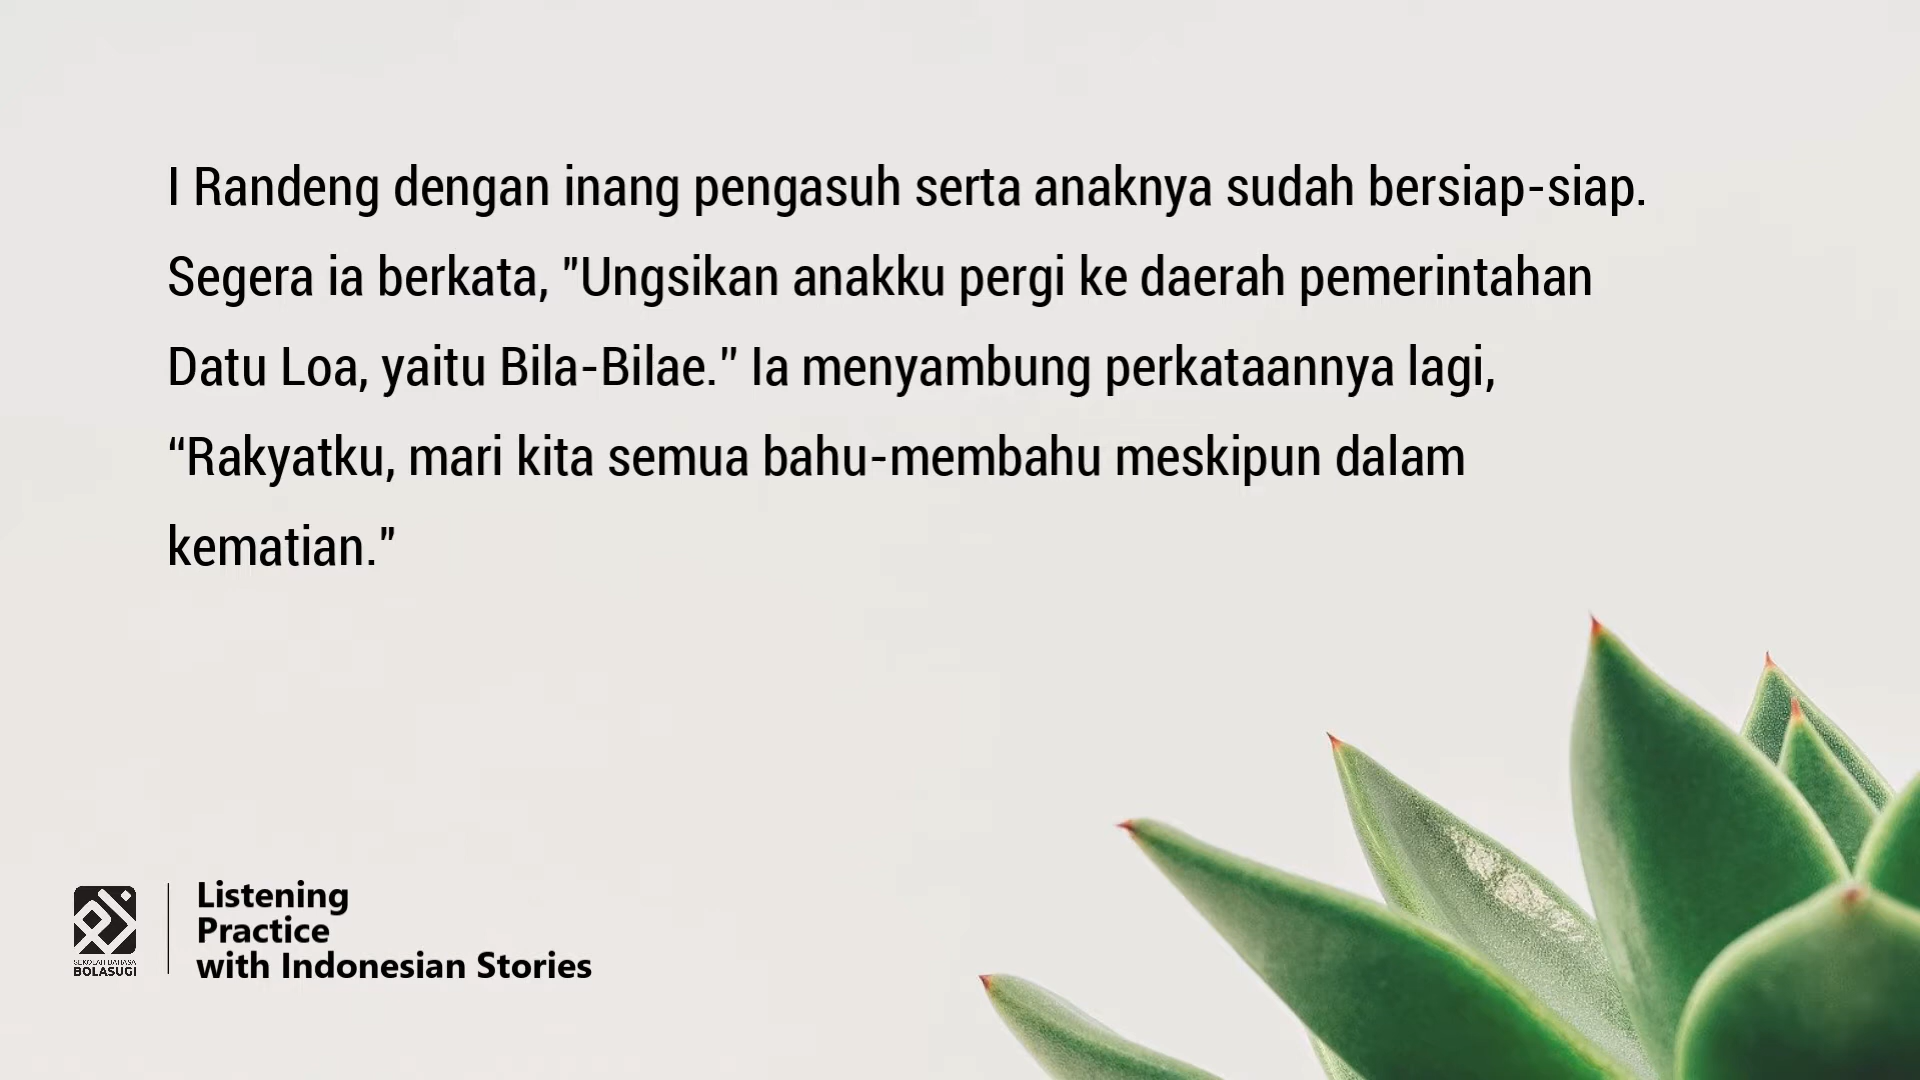 I Randeng dengan inang pengasuh serta anaknya sudah bersiap-siap.
Segera ia berkata, "Ungsikan anakku pergi ke daerah pemerintahan
Datu Loa, yaitu Bila-Bilae.” Ia menyambung perkataannya lagi,
“Rakyatku, mari kita semua bahu-membahu meskipun dalam
kematian.”
SEKOLAH BAHASA
BOLASUGI
Listening
Practice
with Indonesian Stories